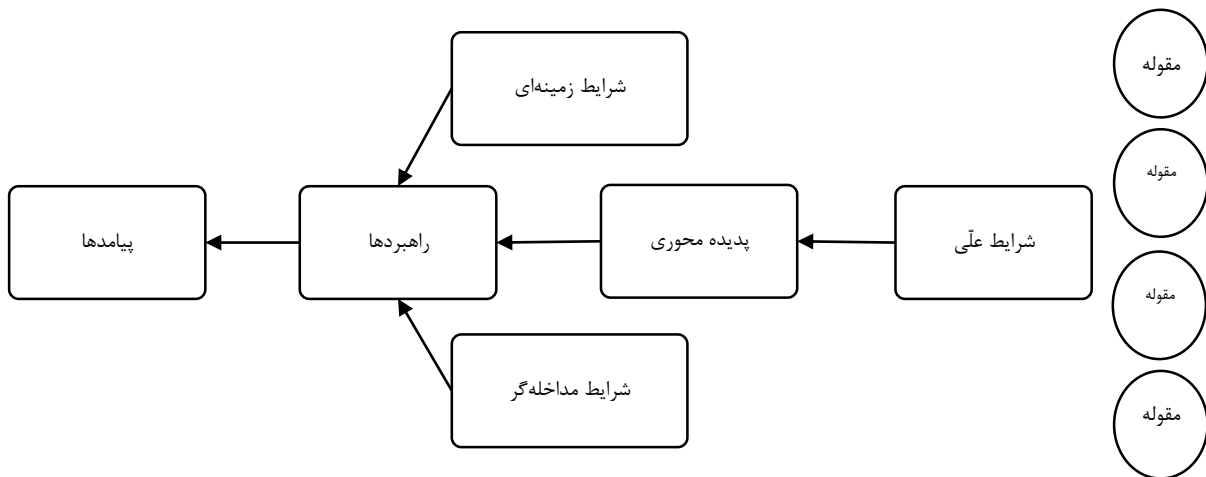 مقوله
شرایط زمینه‌ای
مقوله
شرایط علّی
پدیده محوری
راهبردها
پیامدها
مقوله
شرایط مداخله‌گر
مقوله